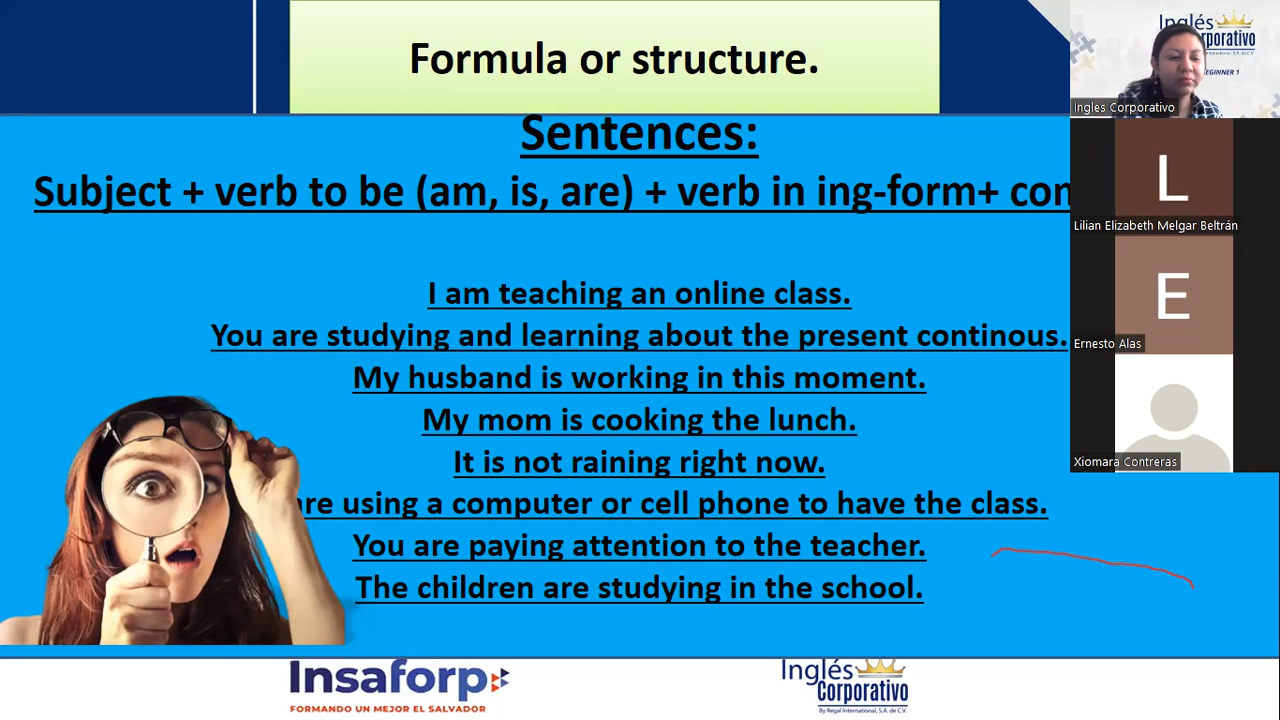 Formula or structure.
Sentences:
Subject + verb to be (am, is, are) + verb in ing-form+
I am teaching an online class.
You are studying and learning about the present continous.
My husband is working in this moment.
My mom is cooking the lunch.
It is not raining right now.
using a computer or cell phone to have the class.
You are paying attention to the teacher.
The children are studying in the school.
Insaforp
FORMANDO UN MEJOR EL SALVADOR
Inglés
Corporativo
By Regal International, S.A. de C.V.
Inglés
Ingles Corporativo
L
Lilian Elizabeth Melgar Beltrán
E
Ernesto Alas
Xiomara Contreras